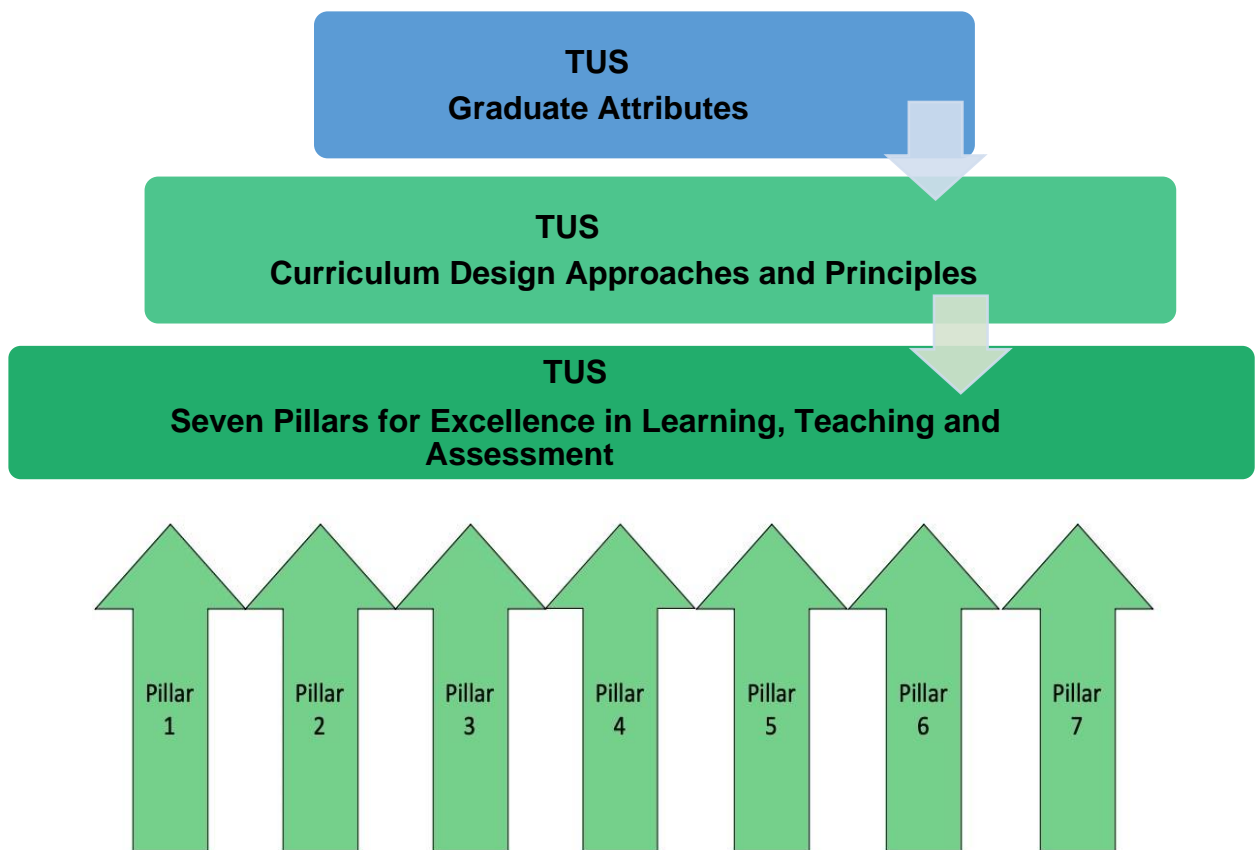 TUS
Graduate Attributes
TUS
Curriculum Design Approaches and Principles
TUS
Seven Pillars for Excellence in Learning, Teaching and
Assessment
Pillar
1
Pillar
2
Pillar
3
Pillar
4
Pillar
5
Pillar
6
Pillar
7